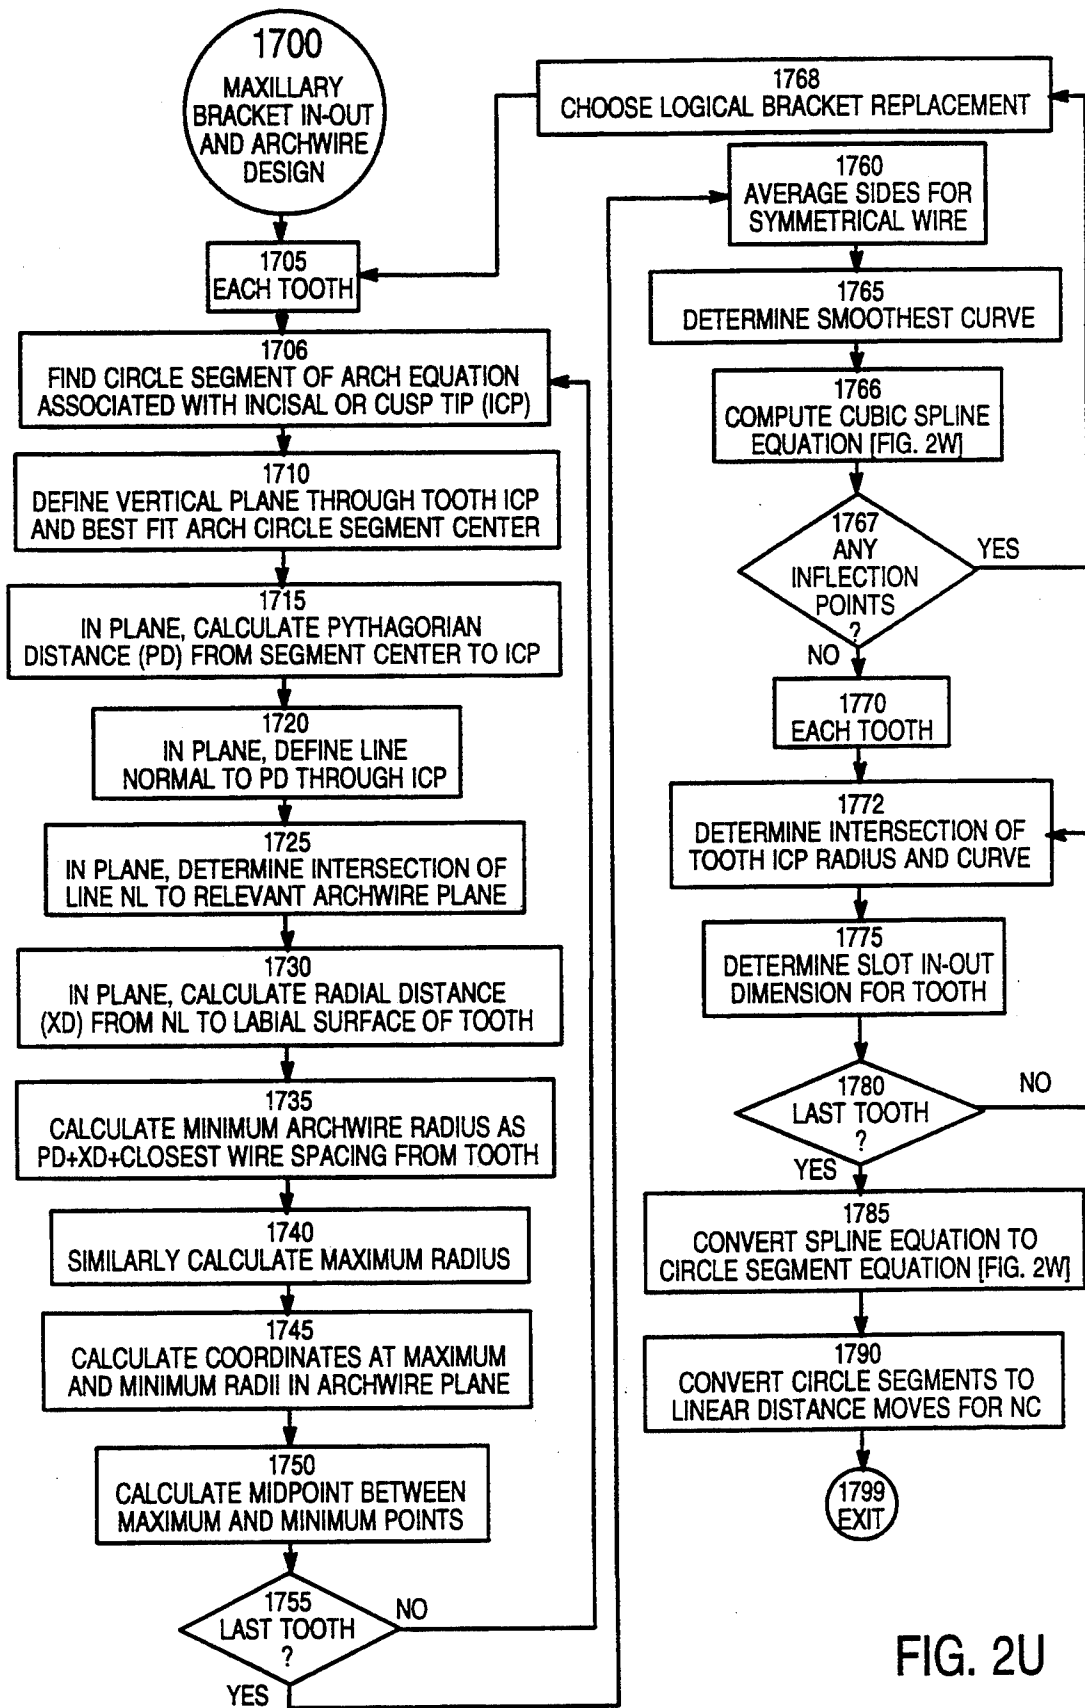 1700
MAXILLARY
BRACKET IN-OUT
AND ARCHWIRE
DESIGN
1705
EACH TOOTH
1706
FIND CIRCLE SEGMENT OF ARCH EQUATION
ASSOCIATED WITH INCISAL OR CUSP TIP (ICP)
1710
DEFINE VERTICAL PLANE THROUGH TOOTH ICP
AND BEST FIT ARCH CIRCLE SEGMENT CENTER
1715
IN PLANE, CALCULATE PYTHAGORIAN
DISTANCE (PD) FROM SEGMENT CENTER TO ICP
1720
IN PLANE, DEFINE LINE
NORMAL TO PD THROUGH ICP
1725
IN PLANE, DETERMINE INTERSECTION OF
LINE NL TO RELEVANT ARCHWIRE PLANE
1730
IN PLANE, CALCULATE RADIAL DISTANCE
(XD) FROM NL TO LABIAL SURFACE OF TOOTH
1735
CALCULATE MINIMUM ARCHWIRE RADIUS AS
PD+XD+CLOSEST WIRE SPACING FROM TOOTH
1740
SIMILARLY CALCULATE MAXIMUM RADIUS
1745
CALCULATE COORDINATES AT MAXIMUM
AND MINIMUM RADII IN ARCHWIRE PLANE
1750
CALCULATE MIDPOINT BETWEEN
MAXIMUM AND MINIMUM POINTS
1755
LAST TOOTH
?
NO
YES
1768
CHOOSE LOGICAL BRACKET REPLACEMENT
1760
AVERAGE SIDES FOR
SYMMETRICAL WIRE
1765
DETERMINE SMOOTHEST CURVE
1766
COMPUTE CUBIC SPLINE
EQUATION [FIG. 2W]
1767
ANY
INFLECTION
POINTS
?
YES
NO
1770
EACH TOOTH
1772
DETERMINE INTERSECTION OF
TOOTH ICP RADIUS AND CURVE
1775
DETERMINE SLOT IN-OUT
DIMENSION FOR TOOTH
1780
LAST TOOTH
?
NO
YES
1785
CONVERT SPLINE EQUATION TO
CIRCLE SEGMENT EQUATION [FIG. 2W]
1790
CONVERT CIRCLE SEGMENTS TO
LINEAR DISTANCE MOVES FOR NC
1799
EXIT
FIG. 2U